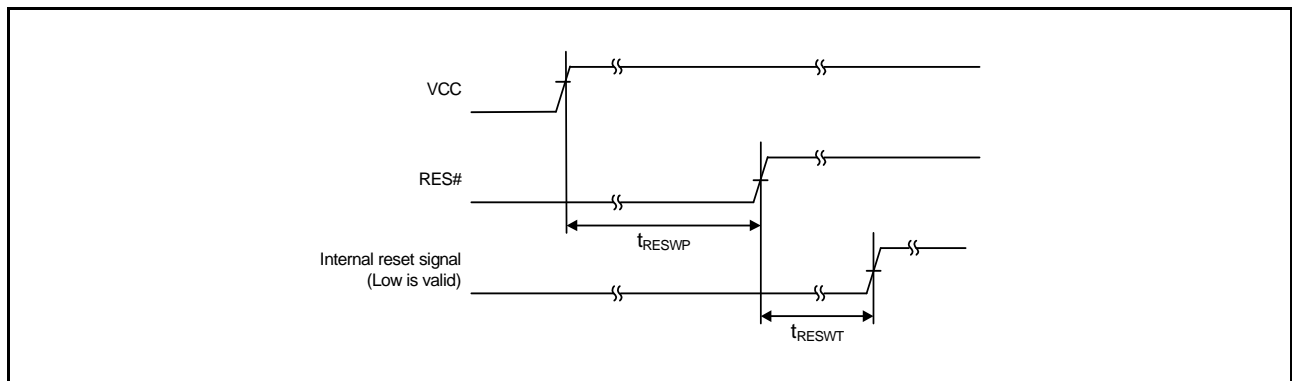 VCC
RES#
tRESWP
Internal reset signal
(Low is valid)
tRESWT